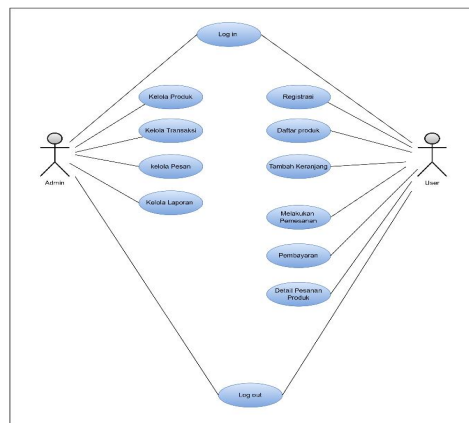 Log in
Kelola Produk
Registrasi
Kelola Transaksi
Daftar produk
kelola Pesan
Tambah Keranjang
Admin
User
Kelola Laporan
Melakukan
Pemesanan
Pembayaran
Detail Pesanan
Produk
Log out